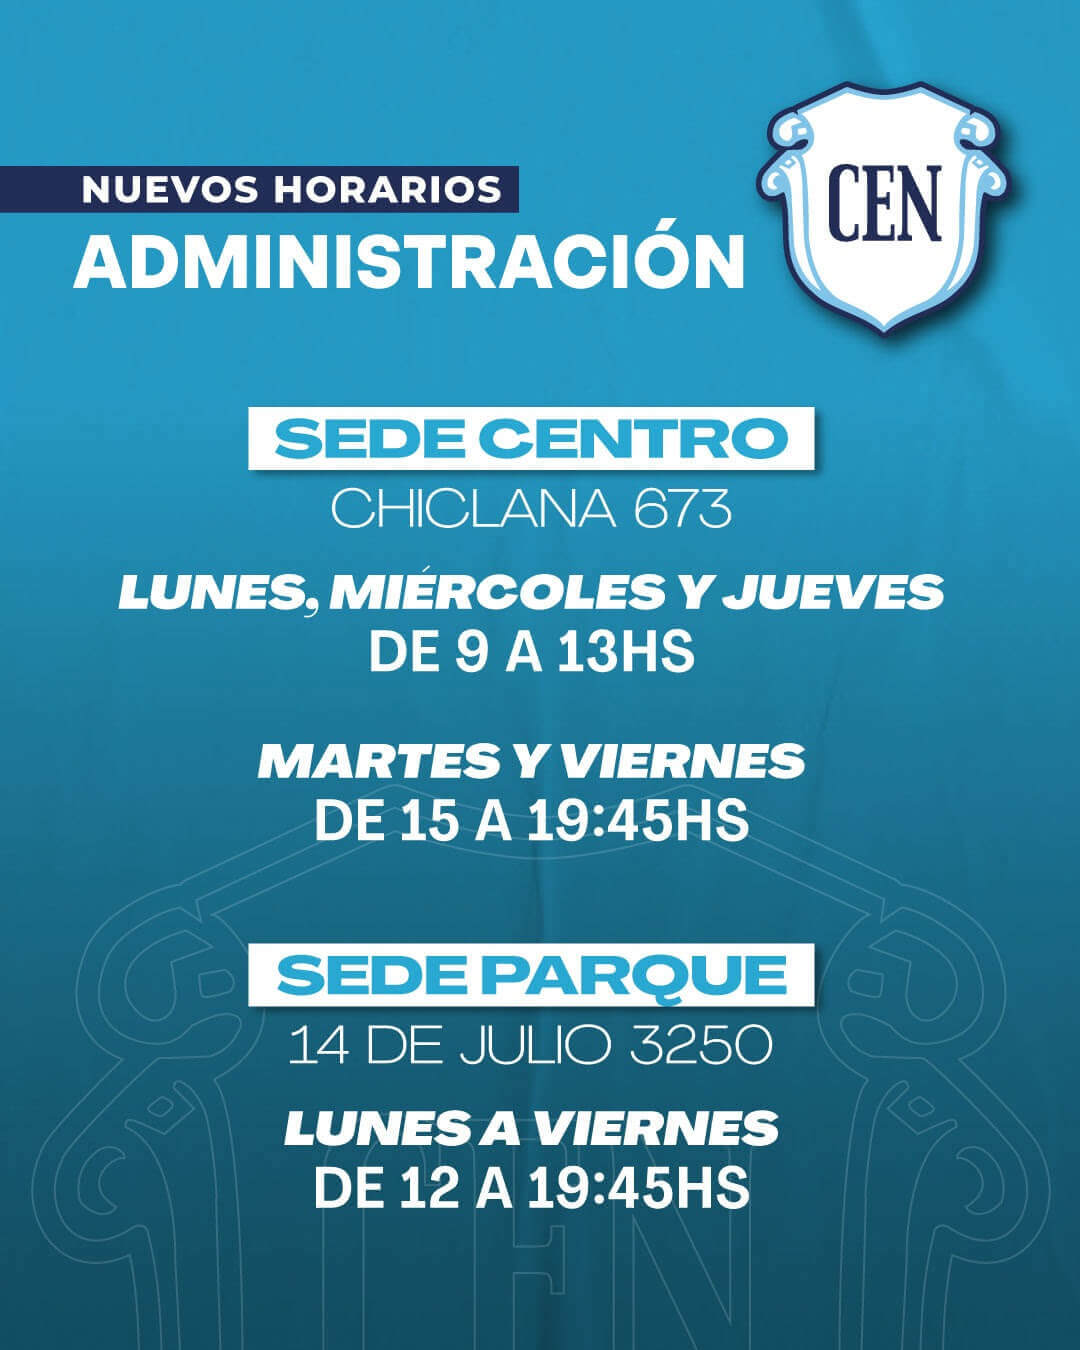 NUEVOS HORARIOS
ADMINISTRACIÓN
CEN
SEDE CENTRO
CHICLANA 673
LUNES, MIÉRCOLES Y JUEVES
DE 9 A 13HS
MARTES Y VIERNES
DE 15 A 19:45HS
SEDE PARQUE
14 DE JULIO 3250
LUNES A VIERNES
DE 12 A 19:45HS
CEN